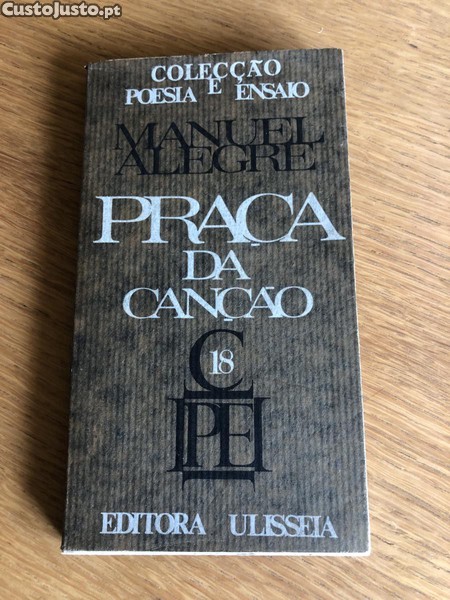 CustoJusto.pt
COLECÇÃO
POESIA E ENSAIO
MANUEL
ALEGRE
PRAÇA
DA
CANÇÃO
18
C
PE
EDITORA ULISSEIA